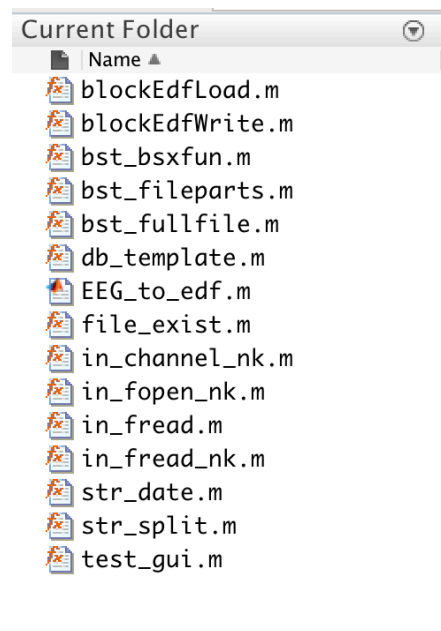 Current Folder
Name
blockEdfLoad.m
blockEdfWrite.m
bst_bsxfun.m
bst_fileparts.m
bst_fullfile.m
db_template.m
EEG_to_edf.m
file_exist.m
in_channel_nk.m
in_fopen_nk.m
in_fread.m
in_fread_nk.m
str_date.m
str_split.m
test_gui.m